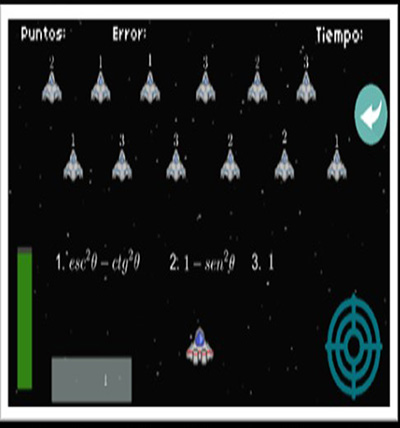 Puntos: Error: Tiempo:
2 1 1 3 2 3
1 3 3 2 2 1
1. csc²θ − ctg²θ 2: 1 − sen²θ 3. 1
1